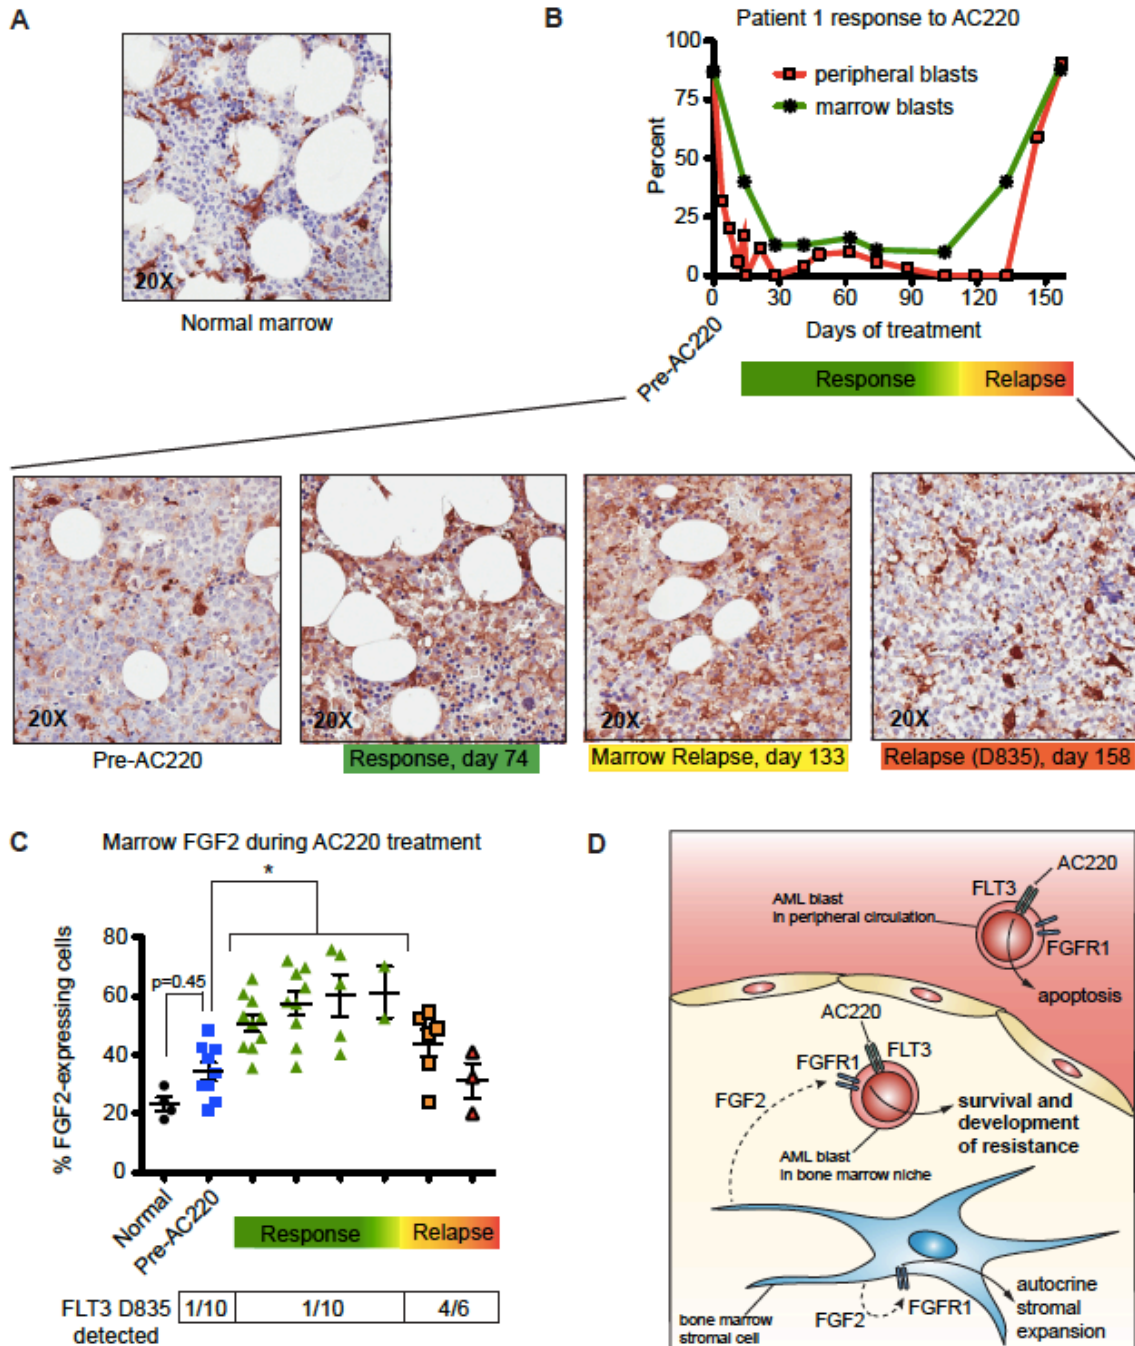 A
20X
Normal marrow
B
Patient 1 response to AC220
100
75
50
25
0
Percent
peripheral blasts
marrow blasts
0 30 60 90 120 150
Days of treatment
Pre-AC220
Response Relapse
20X
Pre-AC220
20X
Response, day 74
20X
Marrow Relapse, day 133
20X
Relapse (D835), day 158
C
Marrow FGF2 during AC220 treatment
*
p=0.45
80
60
40
20
0
% FGF2-expressing cells
Normal
Pre-AC220
Response Relapse
FLT3 D835
detected
1/10 1/10 4/6
D
AC220
FLT3
AML blast
in peripheral circulation
FGFR1
apoptosis
AC220
FLT3
FGFR1
FGF2
survival and
development
of resistance
AML blast
in bone marrow niche
FGF2
FGFR1
autocrine
stromal
expansion
bone marrow
stromal cell